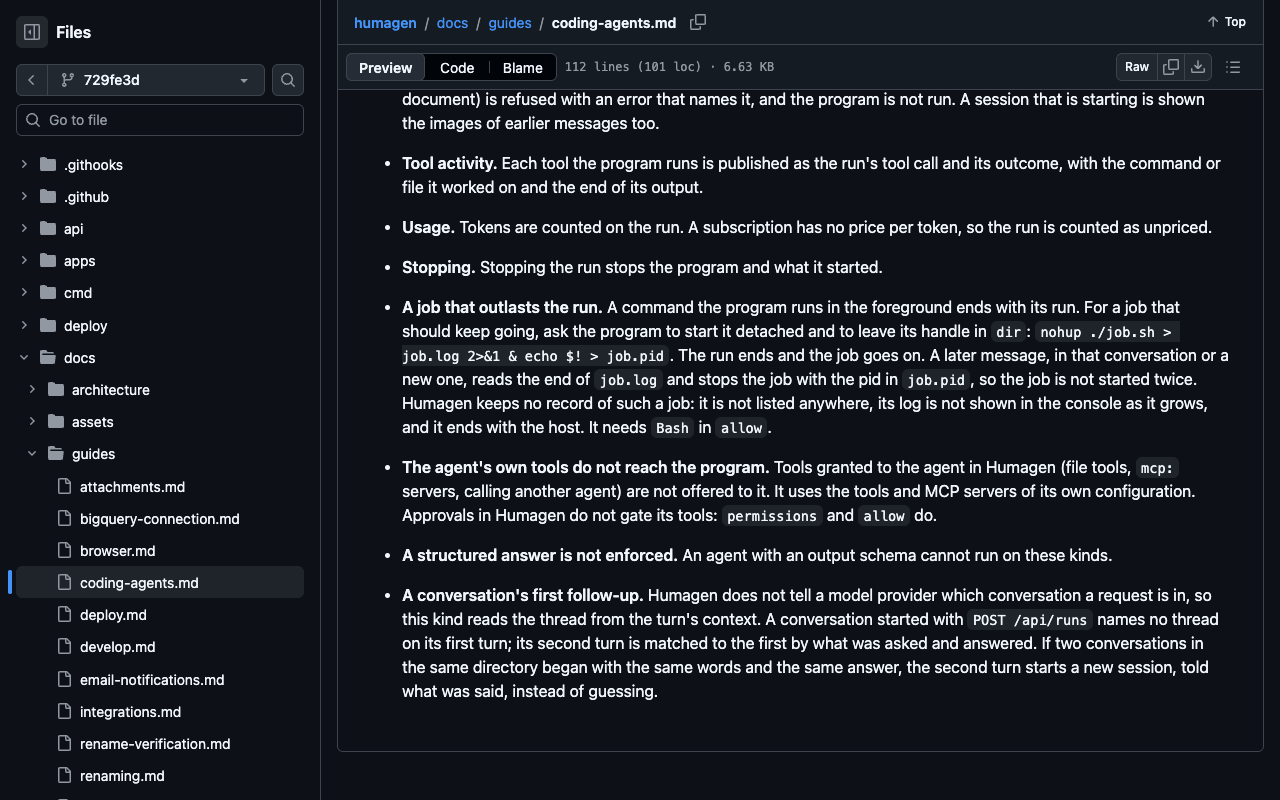 Files
humagen / docs / guides / coding-agents.md
Top
729fe3d
Preview Code Blame 112 lines (101 loc) · 6.63 KB
Raw
Go to file
.githooks
.github
api
apps
cmd
deploy
docs
architecture
assets
guides
attachments.md
bigquery-connection.md
browser.md
coding-agents.md
deploy.md
develop.md
email-notifications.md
integrations.md
rename-verification.md
renaming.md
document) is refused with an error that names it, and the program is not run. A session that is starting is shown
the images of earlier messages too.
• Tool activity. Each tool the program runs is published as the run's tool call and its outcome, with the command or
file it worked on and the end of its output.
• Usage. Tokens are counted on the run. A subscription has no price per token, so the run is counted as unpriced.
• Stopping. Stopping the run stops the program and what it started.
• A job that outlasts the run. A command the program runs in the foreground ends with its run. For a job that
should keep going, ask the program to start it detached and to leave its handle in dir: nohup ./job.sh >
job.log 2>&1 & echo $! > job.pid. The run ends and the job goes on. A later message, in that conversation or a
new one, reads the end of job.log and stops the job with the pid in job.pid, so the job is not started twice.
Humagen keeps no record of such a job: it is not listed anywhere, its log is not shown in the console as it grows,
and it ends with the host. It needs Bash in allow.
• The agent's own tools do not reach the program. Tools granted to the agent in Humagen (file tools, mcp:
servers, calling another agent) are not offered to it. It uses the tools and MCP servers of its own configuration.
Approvals in Humagen do not gate its tools: permissions and allow do.
• A structured answer is not enforced. An agent with an output schema cannot run on these kinds.
• A conversation's first follow-up. Humagen does not tell a model provider which conversation a request is in, so
this kind reads the thread from the turn's context. A conversation started with POST /api/runs names no thread
on its first turn; its second turn is matched to the first by what was asked and answered. If two conversations in
the same directory began with the same words and the same answer, the second turn starts a new session, told
what was said, instead of guessing.